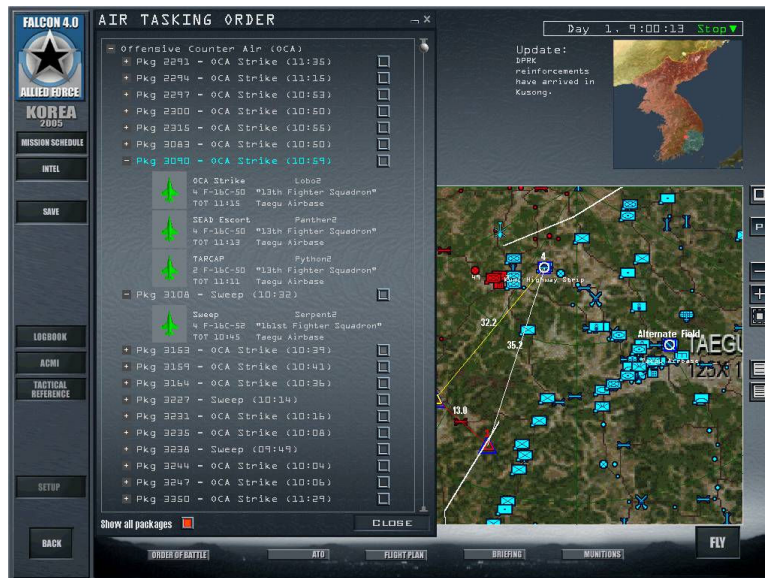 FALCON 4.0
ALLIED FORCE
KOREA
2005
MISSION SCHEDULE
INTEL
SAVE
LOGBOOK
ACMI
TACTICAL
REFERENCE
SETUP
BACK
AIR TASKING ORDER
Offensive Counter Air (OCA)
Pkg 2291 - OCA Strike (11:35)
Pkg 2294 - OCA Strike (11:15)
Pkg 2297 - OCA Strike (10:53)
Pkg 2300 - OCA Strike (10:50)
Pkg 2315 - OCA Strike (10:55)
Pkg 3083 - OCA Strike (10:50)
Pkg 3090 - OCA Strike (10:59)
OCA Strike Lobo2
4 F-16C-50 "13th Fighter Squadron"
TOT 11:15 Taegu Airbase
SEAD Escort Panther2
4 F-16C-50 "13th Fighter Squadron"
TOT 11:13 Taegu Airbase
TARCAP Python2
2 F-16C-50 "13th Fighter Squadron"
TOT 11:11 Taegu Airbase
Pkg 3108 - Sweep (10:32)
Sweep Serpent2
4 F-16C-52 "161st Fighter Squadron"
TOT 10:45 Taegu Airbase
Pkg 3153 - OCA Strike (10:39)
Pkg 3159 - OCA Strike (10:41)
Pkg 3164 - OCA Strike (10:36)
Pkg 3227 - Sweep (10:14)
Pkg 3231 - OCA Strike (10:16)
Pkg 3235 - OCA Strike (10:08)
Pkg 3238 - Sweep (09:49)
Pkg 3244 - OCA Strike (10:04)
Pkg 3247 - OCA Strike (10:06)
Pkg 3350 - OCA Strike (11:29)
Show all packages
CLOSE
Day 1, 9:00:13 Stop
Update:
DPRK
reinforcements
have arrived in
Kusong.
P
4
49
Highway Strip
32.2
35.2
Alternate Field
TAEGU
125X 1
13.0
ORDER OF BATTLE
ATO
FLIGHT PLAN
BRIEFING
MUNITIONS
FLY